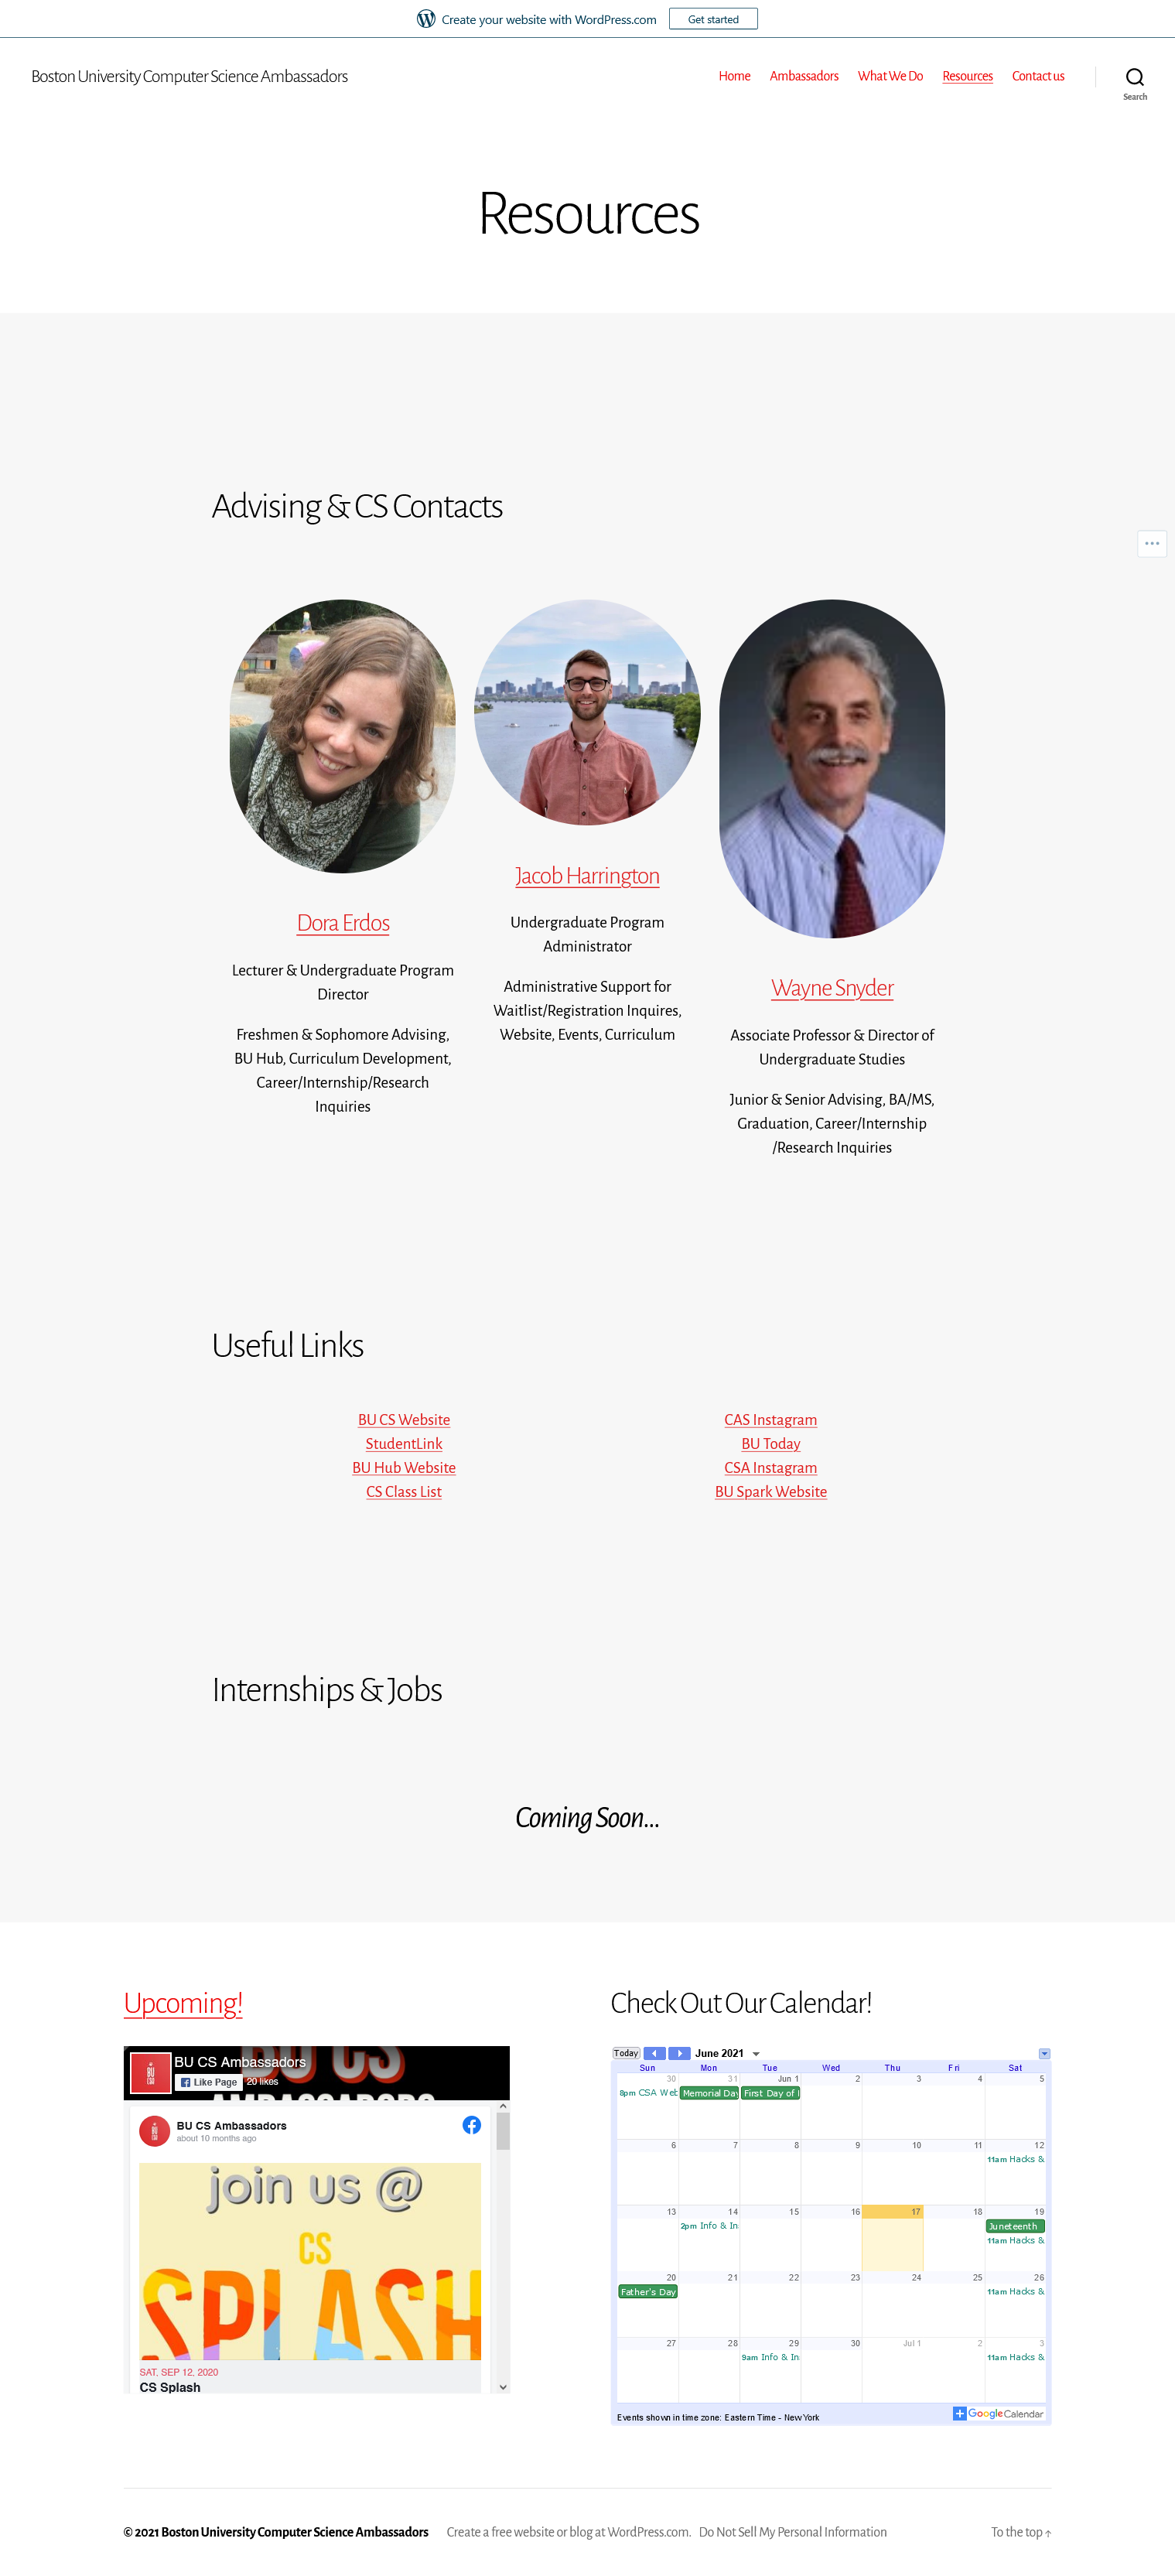 Create your website with WordPress.com
Get started
Boston University Computer Science Ambassadors
Home Ambassadors What We Do Resources Contact us
Search
Resources
Advising & CS Contacts
Dora Erdos
Lecturer & Undergraduate Program
Director
Freshmen & Sophomore Advising,
BU Hub, Curriculum Development,
Career/Internship/Research
Inquiries
Jacob Harrington
Undergraduate Program
Administrator
Administrative Support for
Waitlist/Registration Inquires,
Website, Events, Curriculum
Wayne Snyder
Associate Professor & Director of
Undergraduate Studies
Junior & Senior Advising, BA/MS,
Graduation, Career/Internship
/Research Inquiries
Useful Links
BU CS Website
StudentLink
BU Hub Website
CS Class List
CAS Instagram
BU Today
CSA Instagram
BU Spark Website
Internships & Jobs
Coming Soon...
Upcoming!
BU CS Ambassadors
Like Page 20 likes
BU CS Ambassadors
about 10 months ago
join us @
CS
SPLASH
SAT, SEP 12, 2020
CS Splash
Check Out Our Calendar!
Today June 2021
Sun Mon Tue Wed Thu Fri Sat
30 31 Jun 1 2 3 4 5
8pm CSA Web Memorial Day First Day of
6 7 8 9 10 11 12
11am Hacks &
13 14 15 16 17 18 19
2pm Info & In Juneteenth
11am Hacks &
20 21 22 23 24 25 26
Father's Day 11am Hacks &
27 28 29 30 Jul 1 2 3
9am Info & In 11am Hacks &
Events shown in time zone: Eastern Time - New York
Google Calendar
© 2021 Boston University Computer Science Ambassadors Create a free website or blog at WordPress.com. Do Not Sell My Personal Information To the top ↑